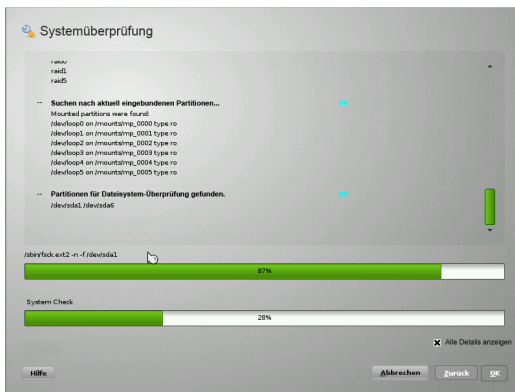 Systemüberprüfung
raid0
raid1
raid5
-- Suchen nach aktuell eingebundenen Partitionen...
Mounted partitions were found:
/dev/loop0 on /mounts/mp_0000 type ro
/dev/loop1 on /mounts/mp_0001 type ro
/dev/loop2 on /mounts/mp_0002 type ro
/dev/loop3 on /mounts/mp_0003 type ro
/dev/loop4 on /mounts/mp_0004 type ro
/dev/loop5 on /mounts/mp_0005 type ro
-- Partitionen für Dateisystem-Überprüfung gefunden.
/dev/sda1 /dev/sda6
/sbin/fsck.ext2 -n -f /dev/sda1
87%
System Check
28%
Alle Details anzeigen
Hilfe
Abbrechen
Zurück
OK